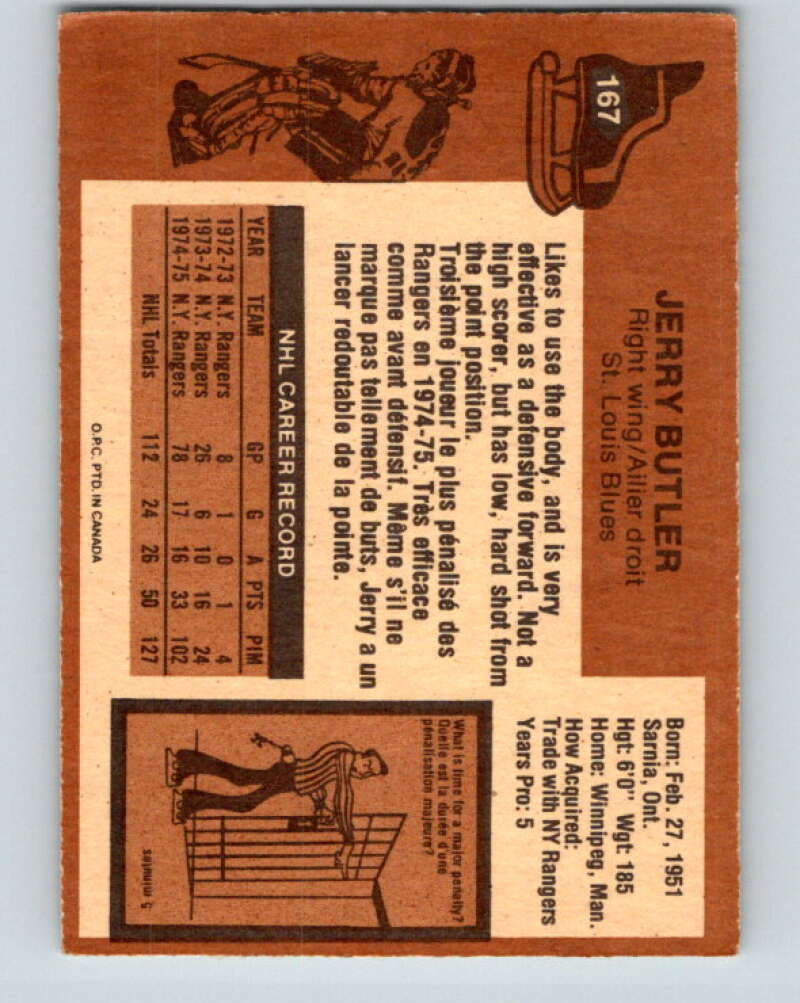 167
JERRY BUTLER
Right wing/Ailier droit
St. Louis Blues
Born: Feb. 27, 1951
Sarnia, Ont.
Hgt: 6'0" Wgt: 185
Home: Winnipeg, Man.
How Acquired:
Trade with NY Rangers
Years Pro: 5
Likes to use the body, and is very
effective as a defensive forward. Not a
high scorer, but has low, hard shot from
the point position.
Troisième joueur le plus pénalisé des
Rangers en 1974-75. Très efficace
comme avant défensif. Même s'il ne
marque pas tellement de buts, Jerry a un
lancer redoutable de la pointe.
NHL CAREER RECORD
YEAR TEAM GP G A PTS PIM
1972-73 N.Y. Rangers 8 1 0 1 4
1973-74 N.Y. Rangers 26 6 10 16 24
1974-75 N.Y. Rangers 78 17 16 33 102
NHL Totals 112 24 26 50 127
What is time for a major penalty?
Quelle est la durée d'une
pénalisation majeure?
5 minutes
O.P.C. PTD. IN CANADA